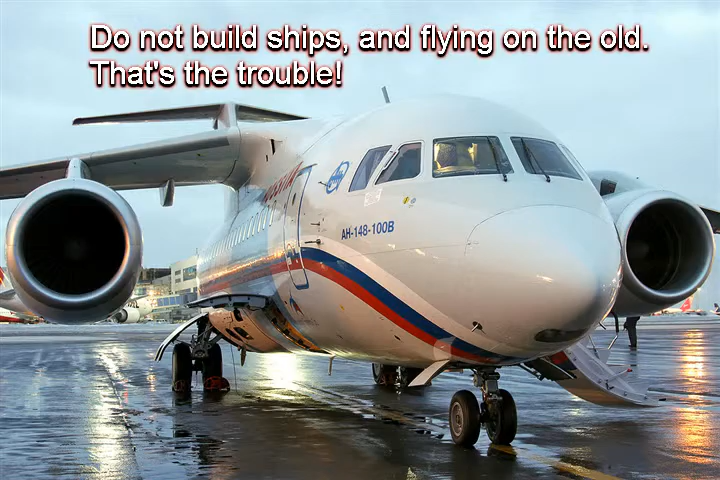 Do not build ships, and flying on the old.
That's the trouble!
АН-148-100В